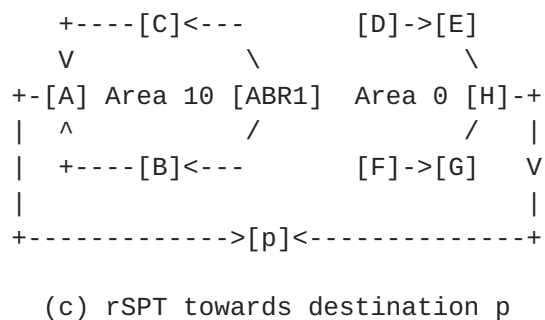 +----[C]<---      [D]->[E]
   V           \             \
+-[A] Area 10 [ABR1]  Area 0 [H]-+
|  ^           /             /   |
|  +----[B]<---      [F]->[G]    V
|                                |
+------------->[p]<--------------+
(c) rSPT towards destination p